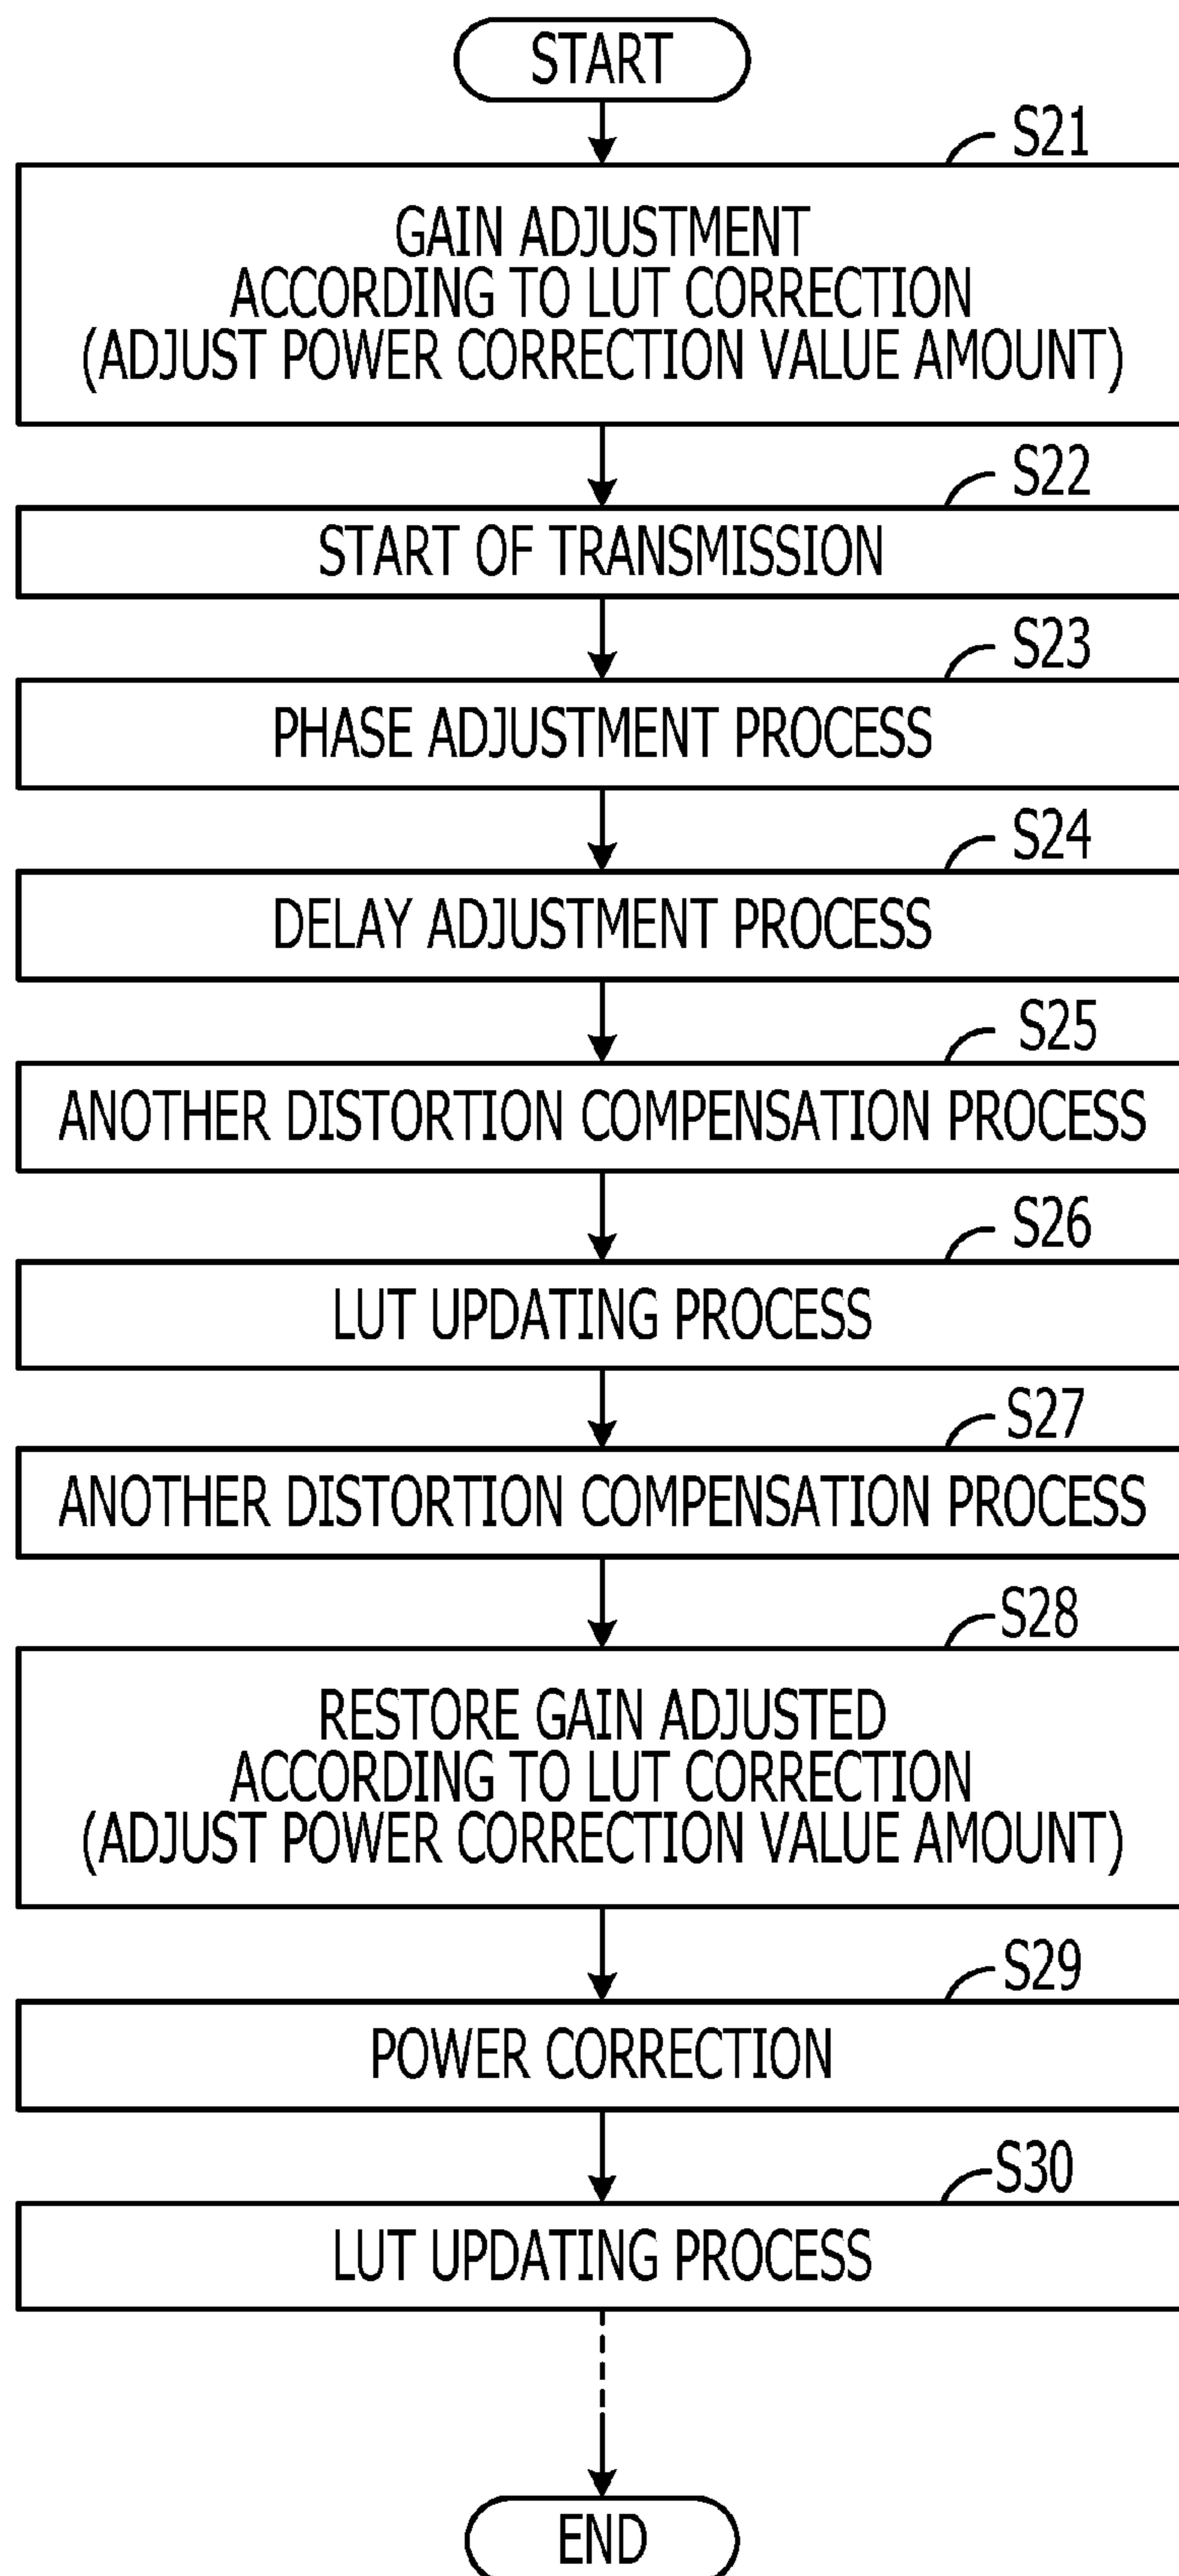 START
S21
GAIN ADJUSTMENT
ACCORDING TO LUT CORRECTION
(ADJUST POWER CORRECTION VALUE AMOUNT)
S22
START OF TRANSMISSION
S23
PHASE ADJUSTMENT PROCESS
S24
DELAY ADJUSTMENT PROCESS
S25
ANOTHER DISTORTION COMPENSATION PROCESS
S26
LUT UPDATING PROCESS
S27
ANOTHER DISTORTION COMPENSATION PROCESS
S28
RESTORE GAIN ADJUSTED
ACCORDING TO LUT CORRECTION
(ADJUST POWER CORRECTION VALUE AMOUNT)
S29
POWER CORRECTION
S30
LUT UPDATING PROCESS
END